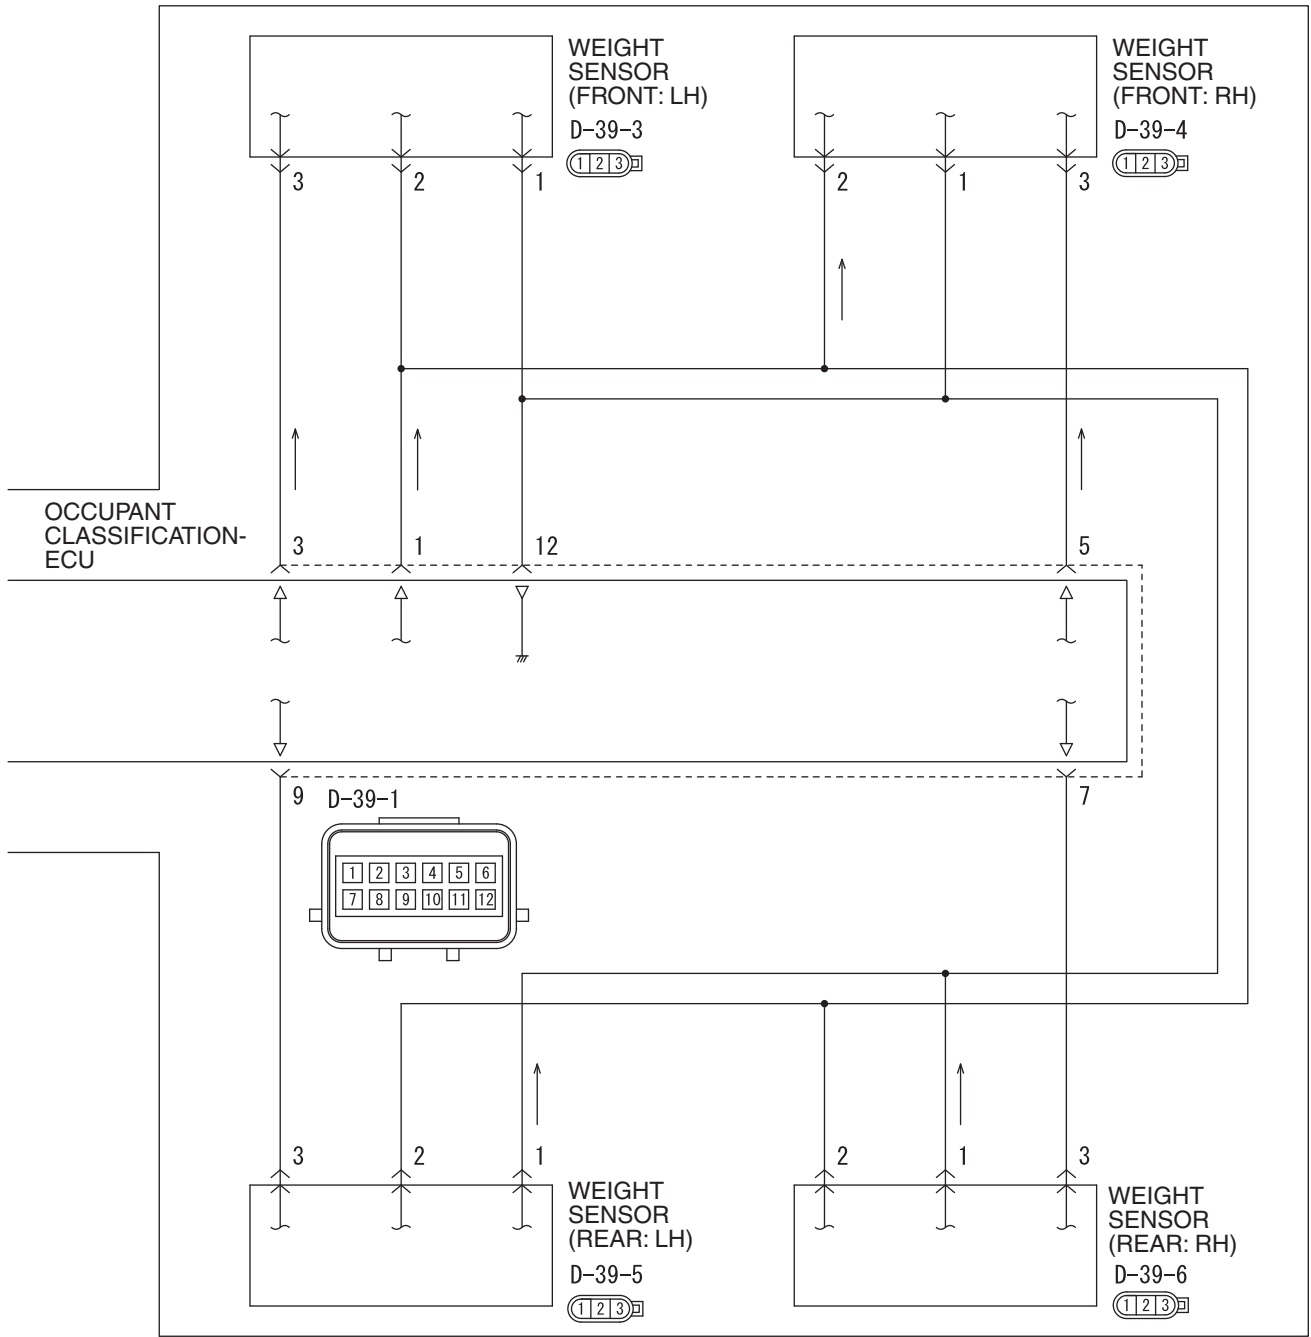 WEIGHT
SENSOR
(FRONT: LH)
D-39-3
1 2 3
WEIGHT
SENSOR
(FRONT: RH)
D-39-4
1 2 3
3 2 1
2 1 3
OCCUPANT
CLASSIFICATION-
ECU
3 1 12 5
9 D-39-1 7
1 2 3 4 5 6
7 8 9 10 11 12
3 2 1
2 1 3
WEIGHT
SENSOR
(REAR: LH)
D-39-5
1 2 3
WEIGHT
SENSOR
(REAR: RH)
D-39-6
1 2 3